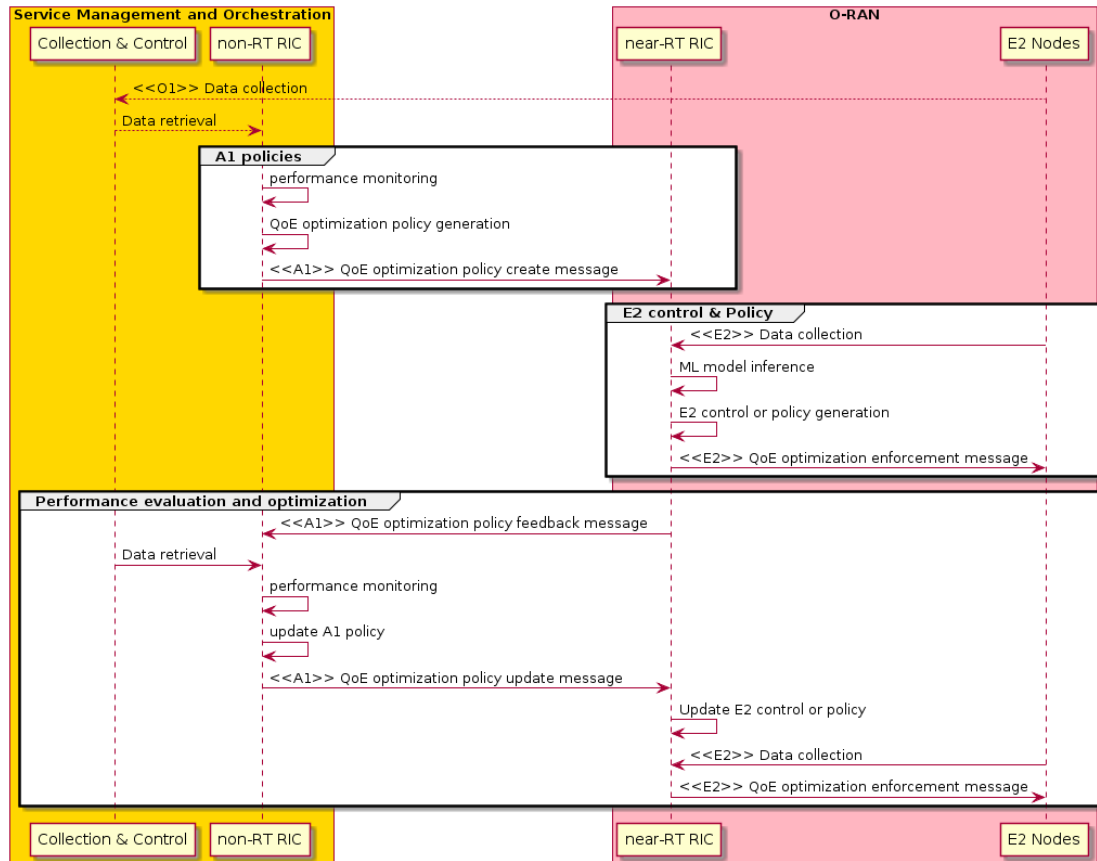 Service Management and Orchestration
O-RAN
Collection & Control
non-RT RIC
near-RT RIC
E2 Nodes
<<O1>> Data collection
Data retrieval
A1 policies
performance monitoring
QoE optimization policy generation
<<A1>> QoE optimization policy create message
E2 control & Policy
<<E2>> Data collection
ML model inference
E2 control or policy generation
<<E2>> QoE optimization enforcement message
Performance evaluation and optimization
<<A1>> QoE optimization policy feedback message
Data retrieval
performance monitoring
update A1 policy
<<A1>> QoE optimization policy update message
Update E2 control or policy
<<E2>> Data collection
<<E2>> QoE optimization enforcement message
Collection & Control
non-RT RIC
near-RT RIC
E2 Nodes